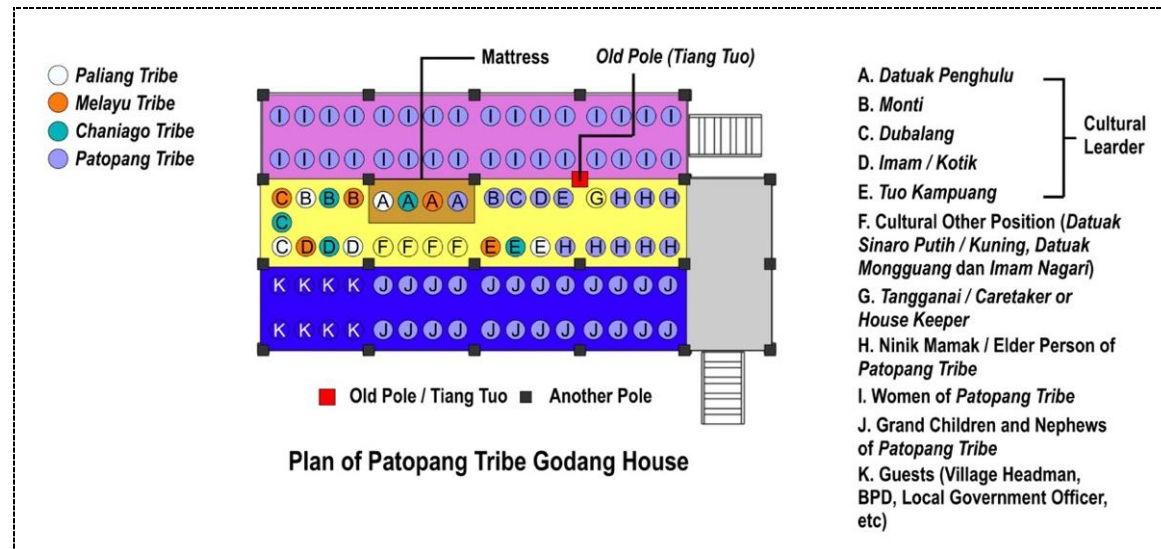 Paliang Tribe
Melayu Tribe
Chaniago Tribe
Patopang Tribe
Mattress
Old Pole (Tiang Tuo)
I I I I I I I I I I I I I I I I
I I I I I I I I I I I I I I I I
C B B B A A A A B C D E G H H H
C
C D D D F F F F E E E H H H H H
K K K K J J J J J J J J J J J J
K K K K J J J J J J J J J J J J
Old Pole / Tiang Tuo
Another Pole
Plan of Patopang Tribe Godang House
A. Datuak Penghulu
B. Monti
C. Dubalang
D. Imam / Kotik
E. Tuo Kampuang
Cultural
Learder
F. Cultural Other Position (Datuak
Sinaro Putih / Kuning, Datuak
Mongguang dan Imam Nagari)
G. Tangganai / Caretaker or
House Keeper
H. Ninik Mamak / Elder Person of
Patopang Tribe
I. Women of Patopang Tribe
J. Grand Children and Nephews
of Patopang Tribe
K. Guests (Village Headman,
BPD, Local Government Officer,
etc)